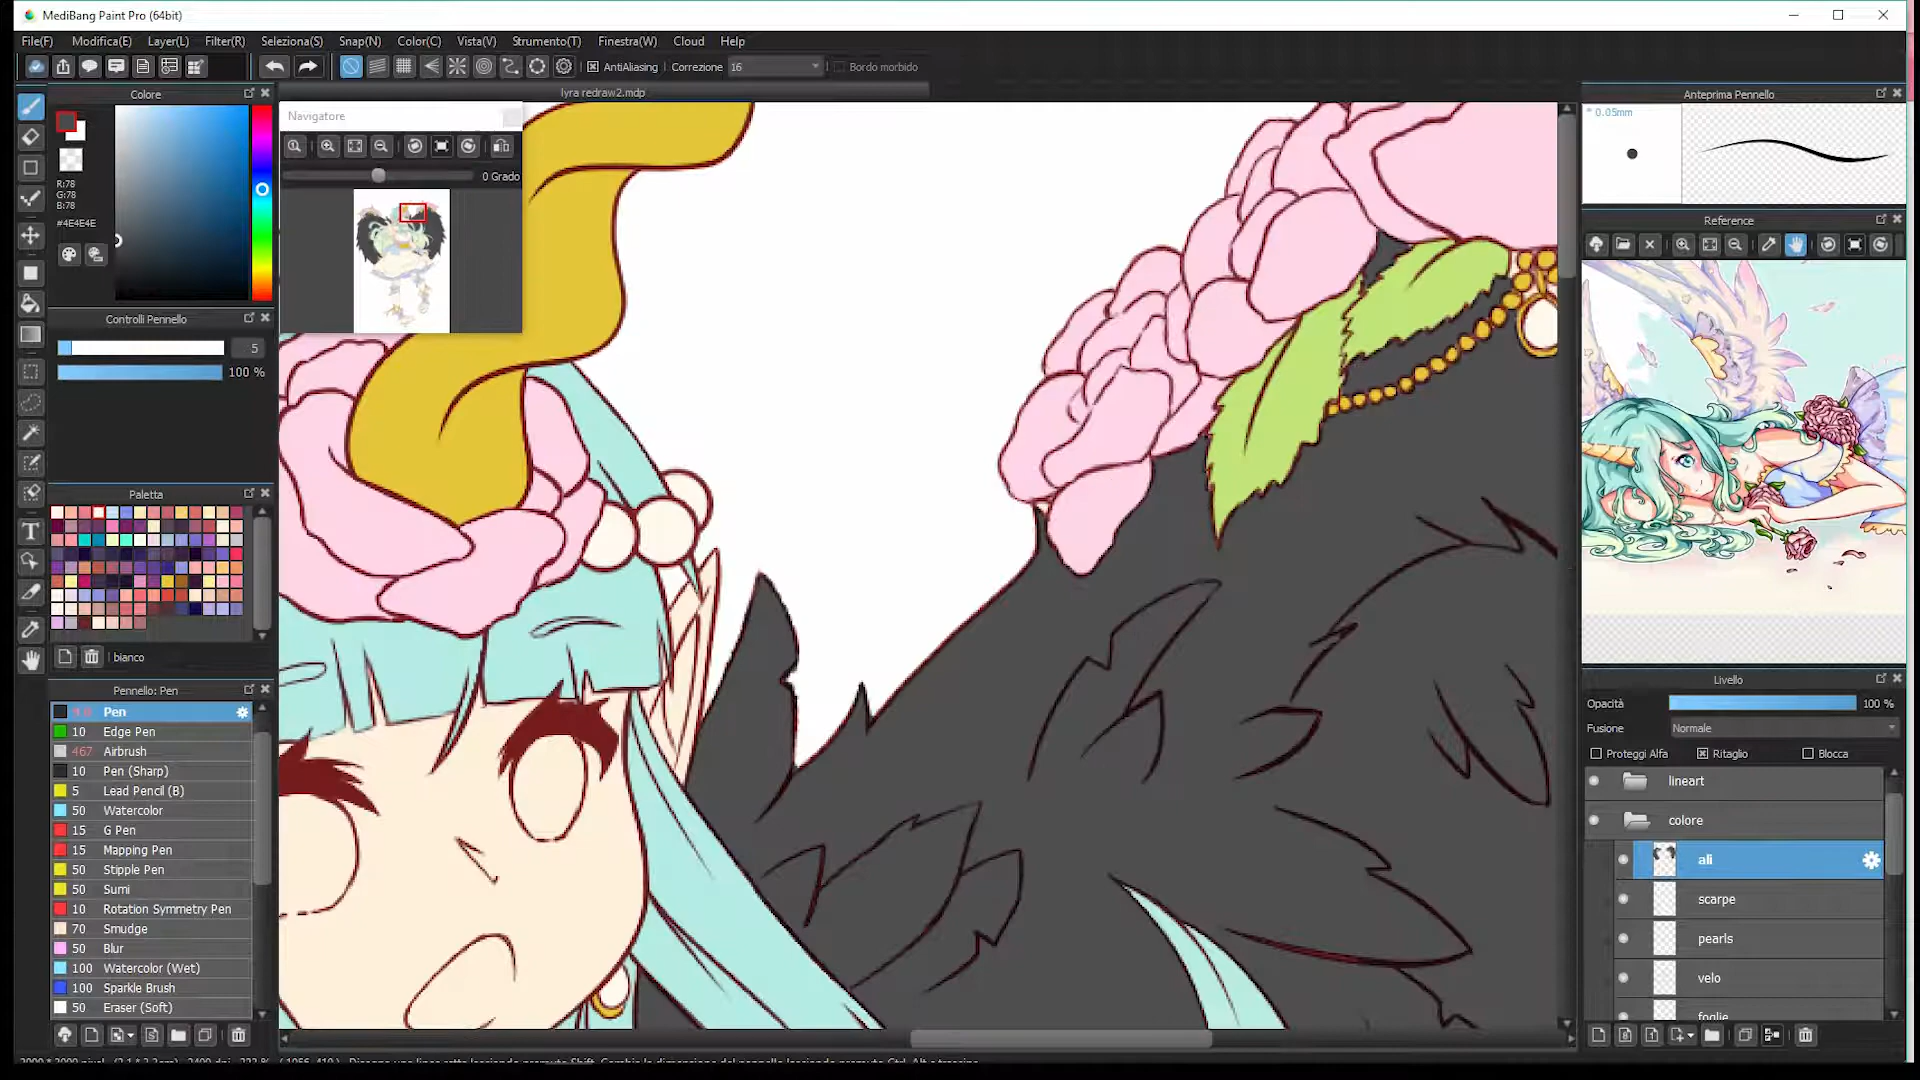 MediBang Paint Pro (64bit)
File(F) Modifica(E) Layer(L) Filter(R) Seleziona(S) Snap(N) Color(C) Vista(V) Strumento(T) Finestra(W) Cloud Help
AntiAliasing Correzione 16 Bordo morbido
Colore
lyra redraw2.mdp
Navigatore
0 Grado
R:78
G:78
B:78
#4E4E4E
Controlli Pennello
5
100 %
Paletta
bianco
Pennello: Pen
Pen
10 Edge Pen
467 Airbrush
10 Pen (Sharp)
5 Lead Pencil (B)
50 Watercolor
15 G Pen
15 Mapping Pen
50 Stipple Pen
50 Sumi
10 Rotation Symmetry Pen
70 Smudge
50 Blur
100 Watercolor (Wet)
100 Sparkle Brush
50 Eraser (Soft)
Anteprima Pennello
* 0.05mm
Reference
Livello
Opacità 100 %
Fusione Normale
Proteggi Alfa Ritaglio Blocca
lineart
colore
ali
scarpe
pearls
velo
foglie